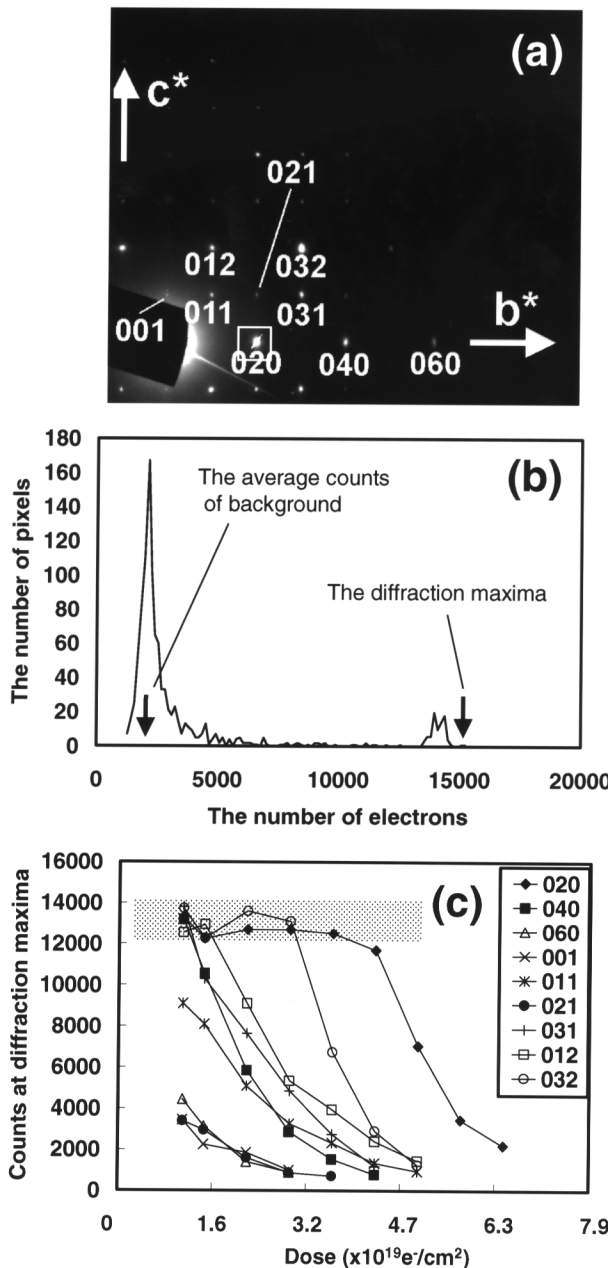 (a)
c*
021
012 032
011 031
001
b*
020 040 060
180
160
140
120
100
80
60
40
20
0
The number of pixels
The average counts
of background
(b)
The diffraction maxima
0 5000 10000 15000 20000
The number of electrons
16000
14000
12000
10000
8000
6000
4000
2000
0
Counts at diffraction maxima
(c)
020
040
060
001
011
021
031
012
032
0 1.6 3.2 4.7 6.3 7.9
Dose (x10¹⁹e⁻/cm²)